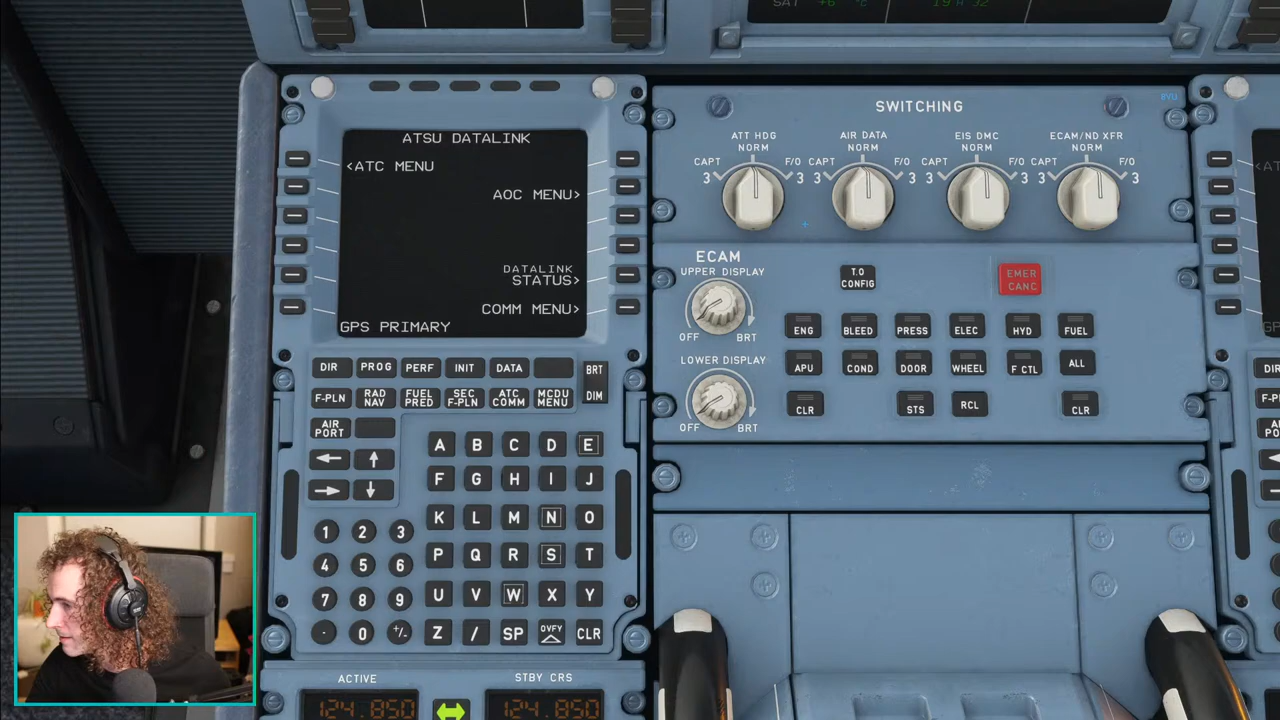 SAT +6 °C
19 H 32
ATSU DATALINK
<ATC MENU
AOC MENU>
DATALINK
STATUS>
COMM MENU>
GPS PRIMARY
DIR PROG PERF INIT DATA
BRT
DIM
F-PLN RAD NAV FUEL PRED SEC F-PLN ATC COMM MCDU MENU
AIR PORT
A B C D E
F G H I J
K L M N O
1 2 3
P Q R S T
4 5 6
U V W X Y
7 8 9
Z / SP OVFY CLR
. 0 +/-
ACTIVE
STBY CRS
124.850
124.850
SWITCHING
ATT HDG AIR DATA EIS DMC ECAM/ND XFR
NORM NORM NORM NORM
CAPT F/O CAPT F/O CAPT F/O CAPT F/O
3 3 3 3 3 3 3 3
ECAM
UPPER DISPLAY
OFF BRT
LOWER DISPLAY
OFF BRT
T.O CONFIG
EMER CANC
ENG BLEED PRESS ELEC HYD FUEL
APU COND DOOR WHEEL F CTL ALL
CLR STS RCL CLR